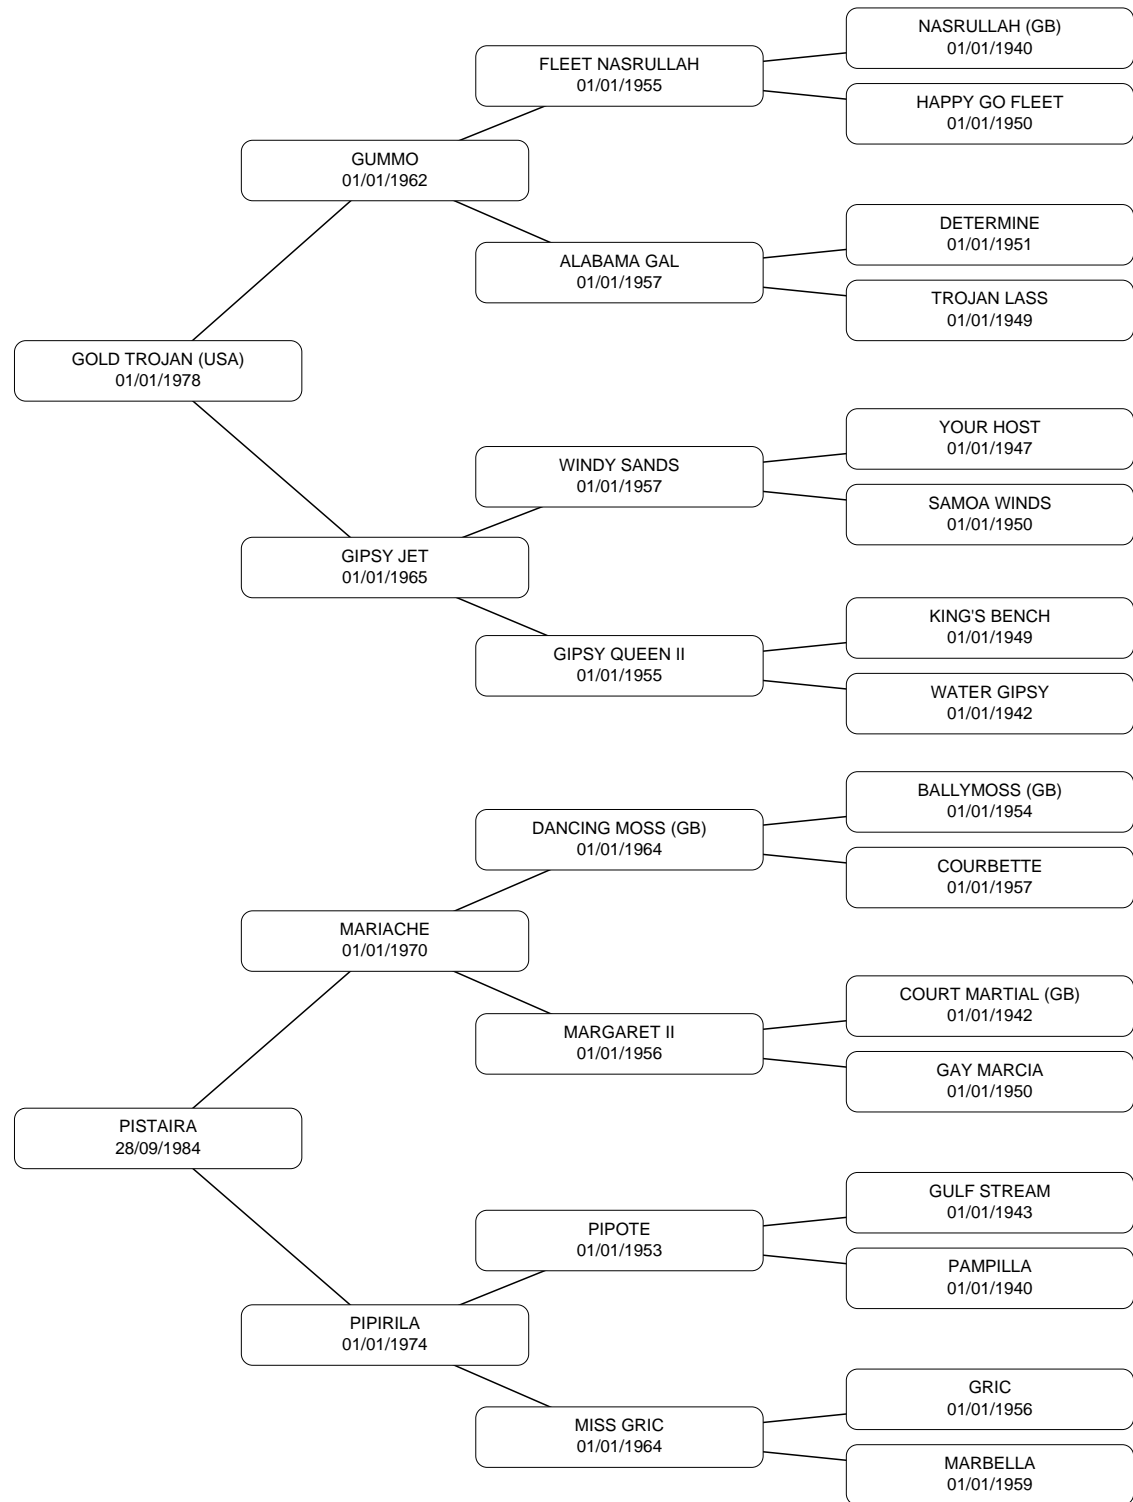 NASRULLAH (GB)
01/01/1940
FLEET NASRULLAH
01/01/1955
HAPPY GO FLEET
01/01/1950
GUMMO
01/01/1962
DETERMINE
01/01/1951
ALABAMA GAL
01/01/1957
TROJAN LASS
01/01/1949
GOLD TROJAN (USA)
01/01/1978
YOUR HOST
01/01/1947
WINDY SANDS
01/01/1957
SAMOA WINDS
01/01/1950
GIPSY JET
01/01/1965
KING'S BENCH
01/01/1949
GIPSY QUEEN II
01/01/1955
WATER GIPSY
01/01/1942
BALLYMOSS (GB)
01/01/1954
DANCING MOSS (GB)
01/01/1964
COURBETTE
01/01/1957
MARIACHE
01/01/1970
COURT MARTIAL (GB)
01/01/1942
MARGARET II
01/01/1956
GAY MARCIA
01/01/1950
PISTAIRA
28/09/1984
GULF STREAM
01/01/1943
PIPOTE
01/01/1953
PAMPILLA
01/01/1940
PIPIRILA
01/01/1974
GRIC
01/01/1956
MISS GRIC
01/01/1964
MARBELLA
01/01/1959